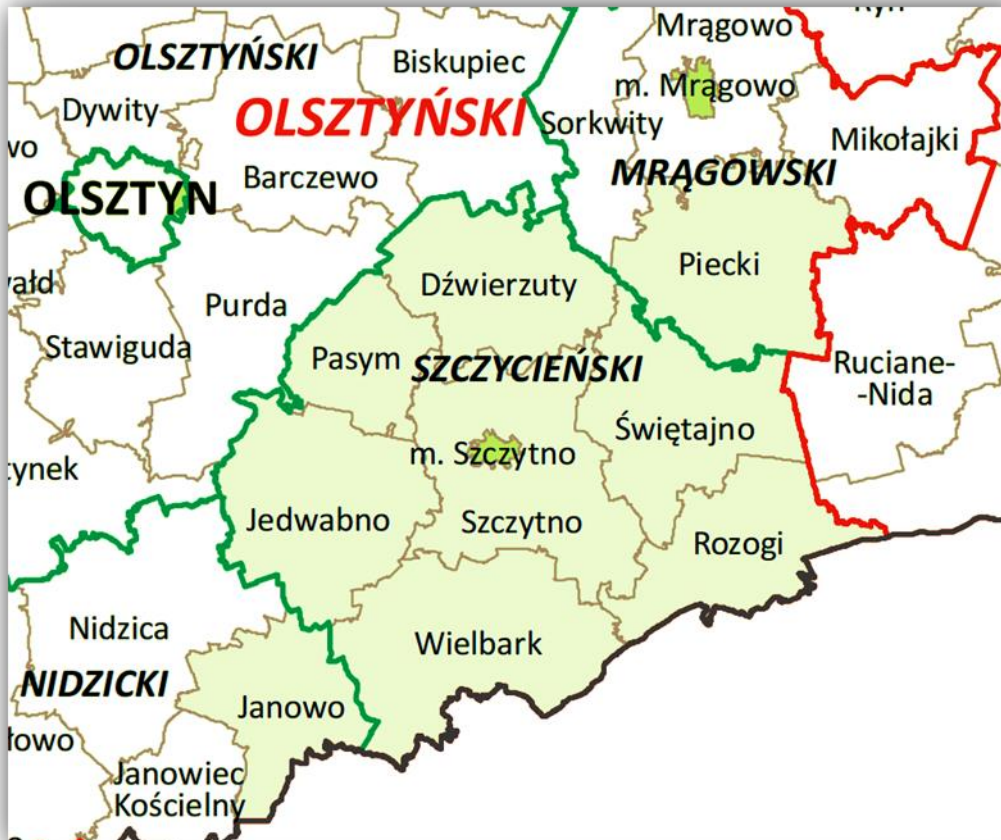 Mrągowo
OLSZTYŃSKI
Biskupiec
m. Mrągowo
Dywity
OLSZTYŃSKI
Sorkwity
Mikołajki
MRĄGOWSKI
Barczewo
OLSZTYN
Piecki
Dźwierzuty
Purda
Stawiguda
Pasym
SZCZYCIEŃSKI
Ruciane-
-Nida
Świętajno
m. Szczytno
Jedwabno
Szczytno
Rozogi
Nidzica
Wielbark
NIDZICKI
Janowo
Janowiec
Kościelny